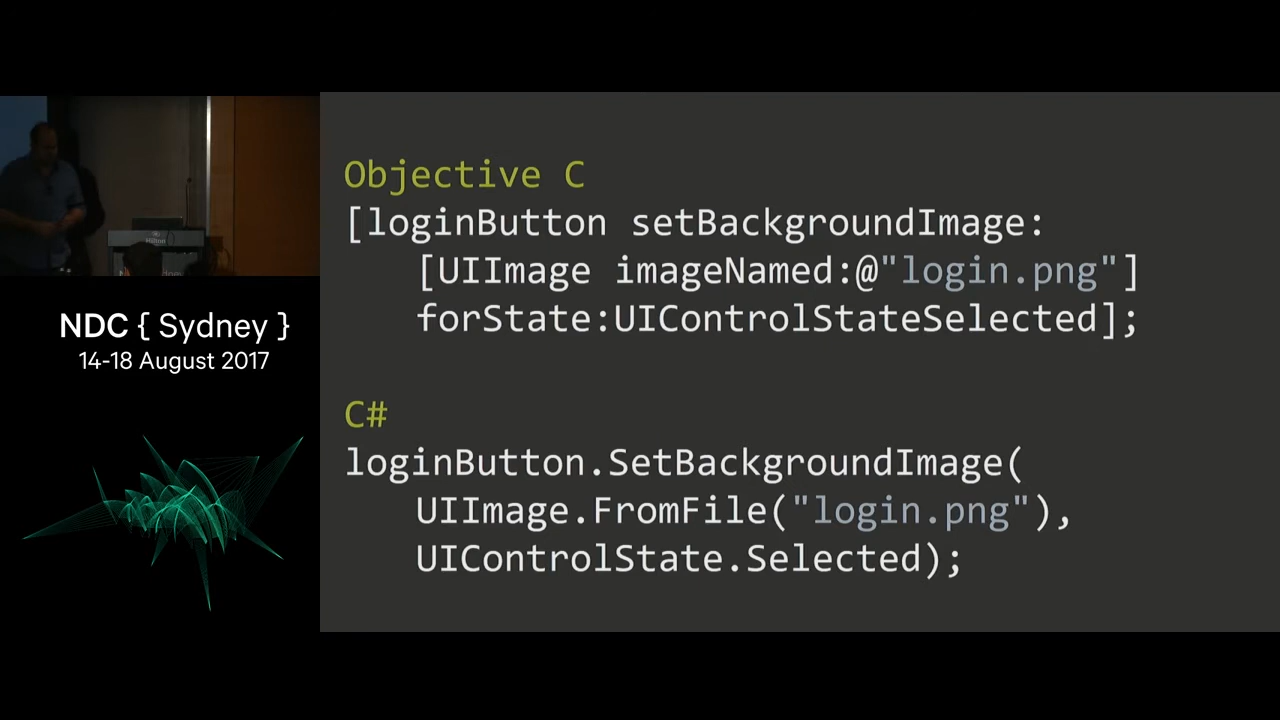 Hilton
NDC { Sydney }
14-18 August 2017
Objective C
[loginButton setBackgroundImage:
[UIImage imageNamed:@"login.png"]
forState:UIControlStateSelected];
C#
loginButton.SetBackgroundImage(
UIImage.FromFile("login.png"),
UIControlState.Selected);